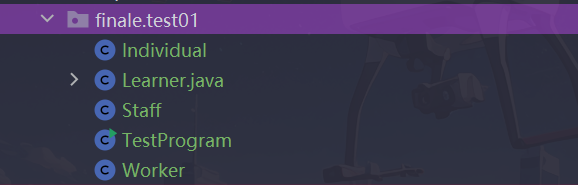 finale.test01
Individual
Learner.java
Staff
TestProgram
Worker